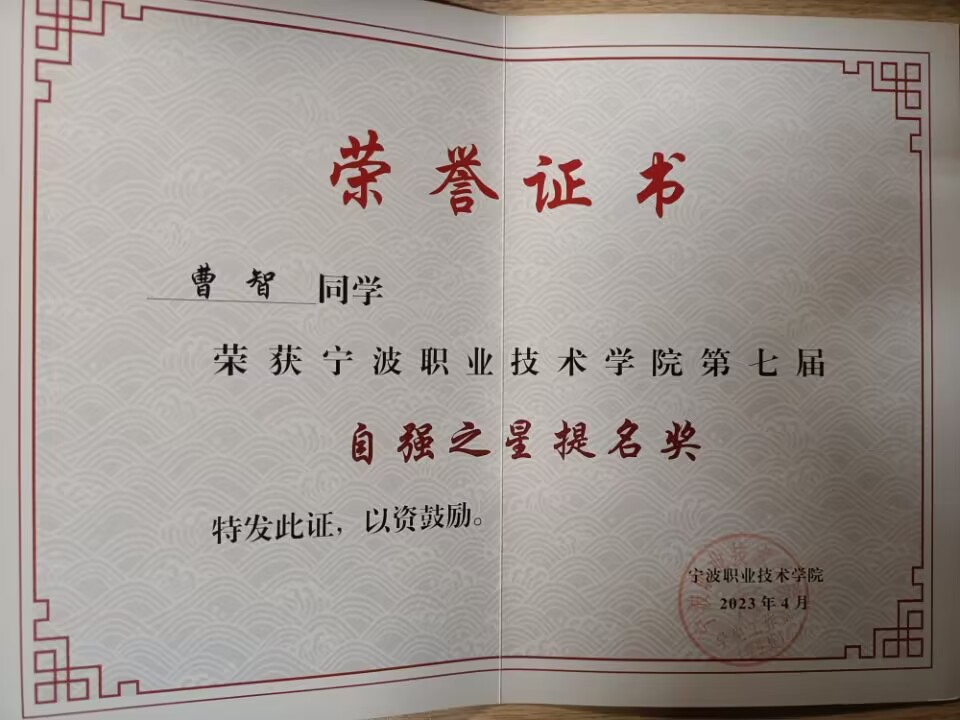 荣誉证书
曹智 同学
荣获宁波职业技术学院第七届
自强之星提名奖
特发此证，以资鼓励。
宁波职业技术学院
2023年4月